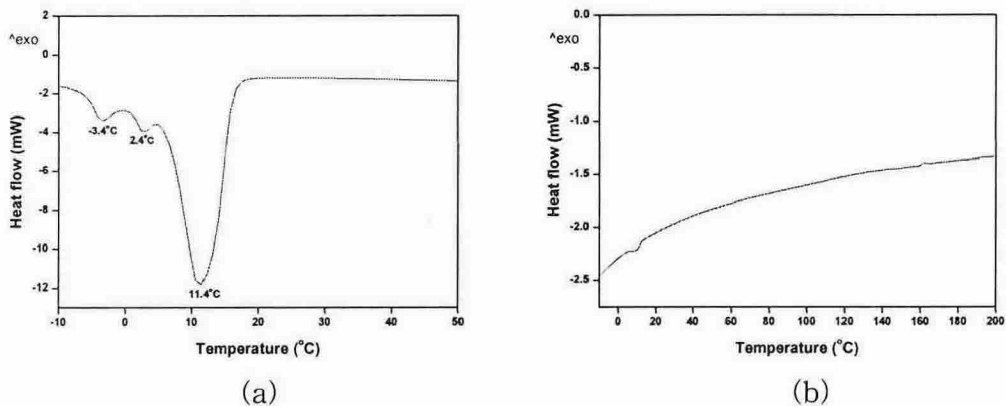 2
^exo
0
-2
-4
-6
-8
-10
-12
Heat flow (mW)
-3.4°C
2.4°C
11.4°C
-10 0 10 20 30 40 50
Temperature (°C)
(a)
0.0
^exo
-0.5
-1.0
-1.5
-2.0
-2.5
Heat flow (mW)
0 20 40 60 80 100 120 140 160 180 200
Temperature (°C)
(b)